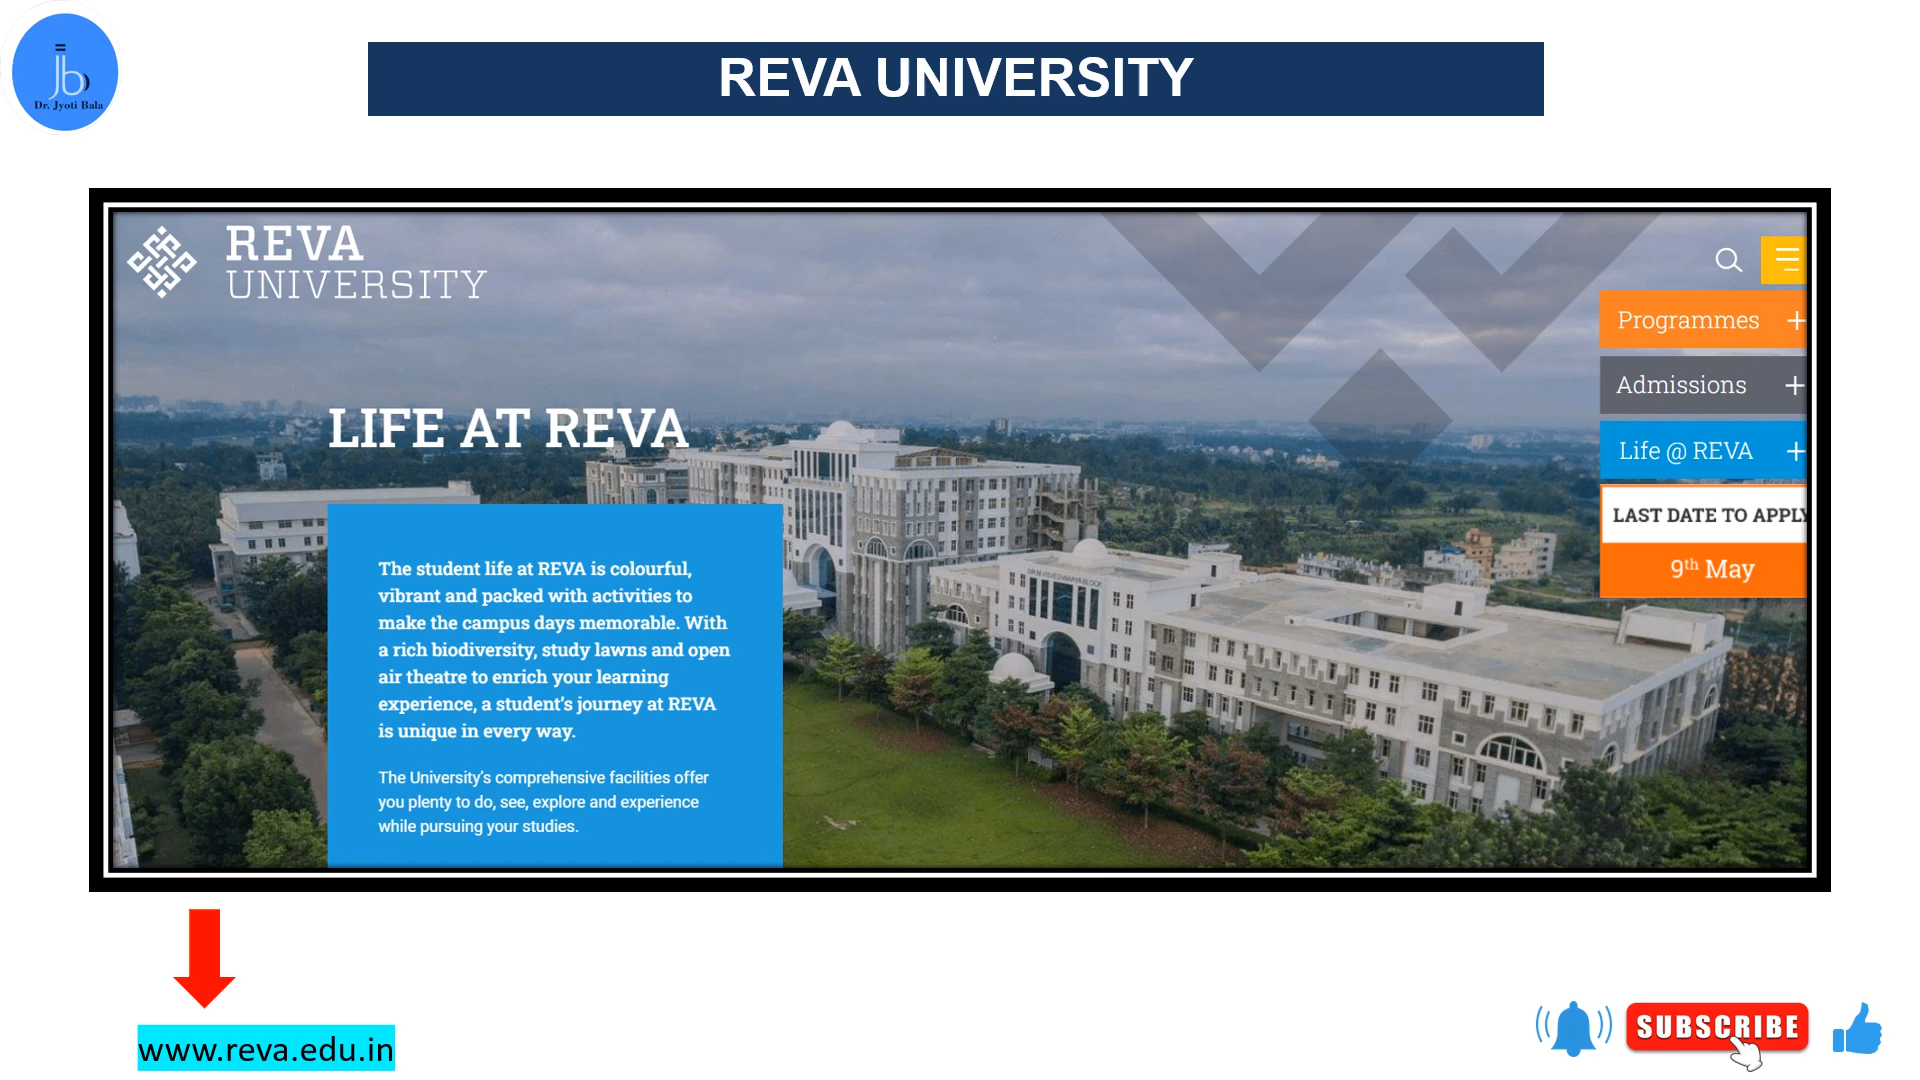 Dr. Jyoti Bala
REVA UNIVERSITY
REVA
UNIVERSITY
Programmes +
Admissions +
Life @ REVA +
LAST DATE TO APPLY
9th May
LIFE AT REVA
The student life at REVA is colourful,
vibrant and packed with activities to
make the campus days memorable. With
a rich biodiversity, study lawns and open
air theatre to enrich your learning
experience, a student's journey at REVA
is unique in every way.
The University's comprehensive facilities offer
you plenty to do, see, explore and experience
while pursuing your studies.
www.reva.edu.in
SUBSCRIBE